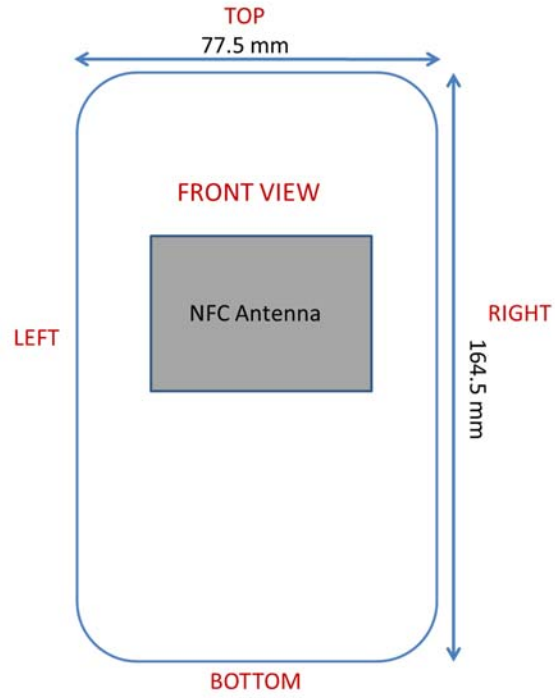 TOP
77.5 mm
FRONT VIEW
NFC Antenna
LEFT
RIGHT
164.5 mm
BOTTOM